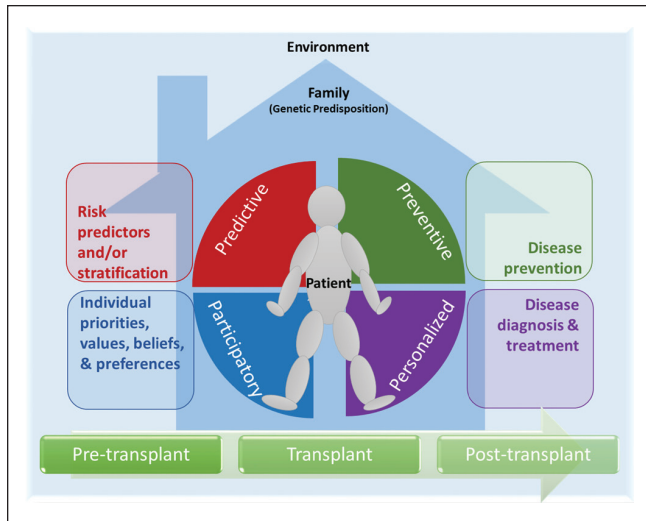 Environment
Family
(Genetic Predisposition)
Risk
predictors
and/or
stratification
Predictive
Preventive
Disease
prevention
Patient
Individual
priorities,
values, beliefs,
& preferences
Participatory
Personalized
Disease
diagnosis &
treatment
Pre-transplant
Transplant
Post-transplant